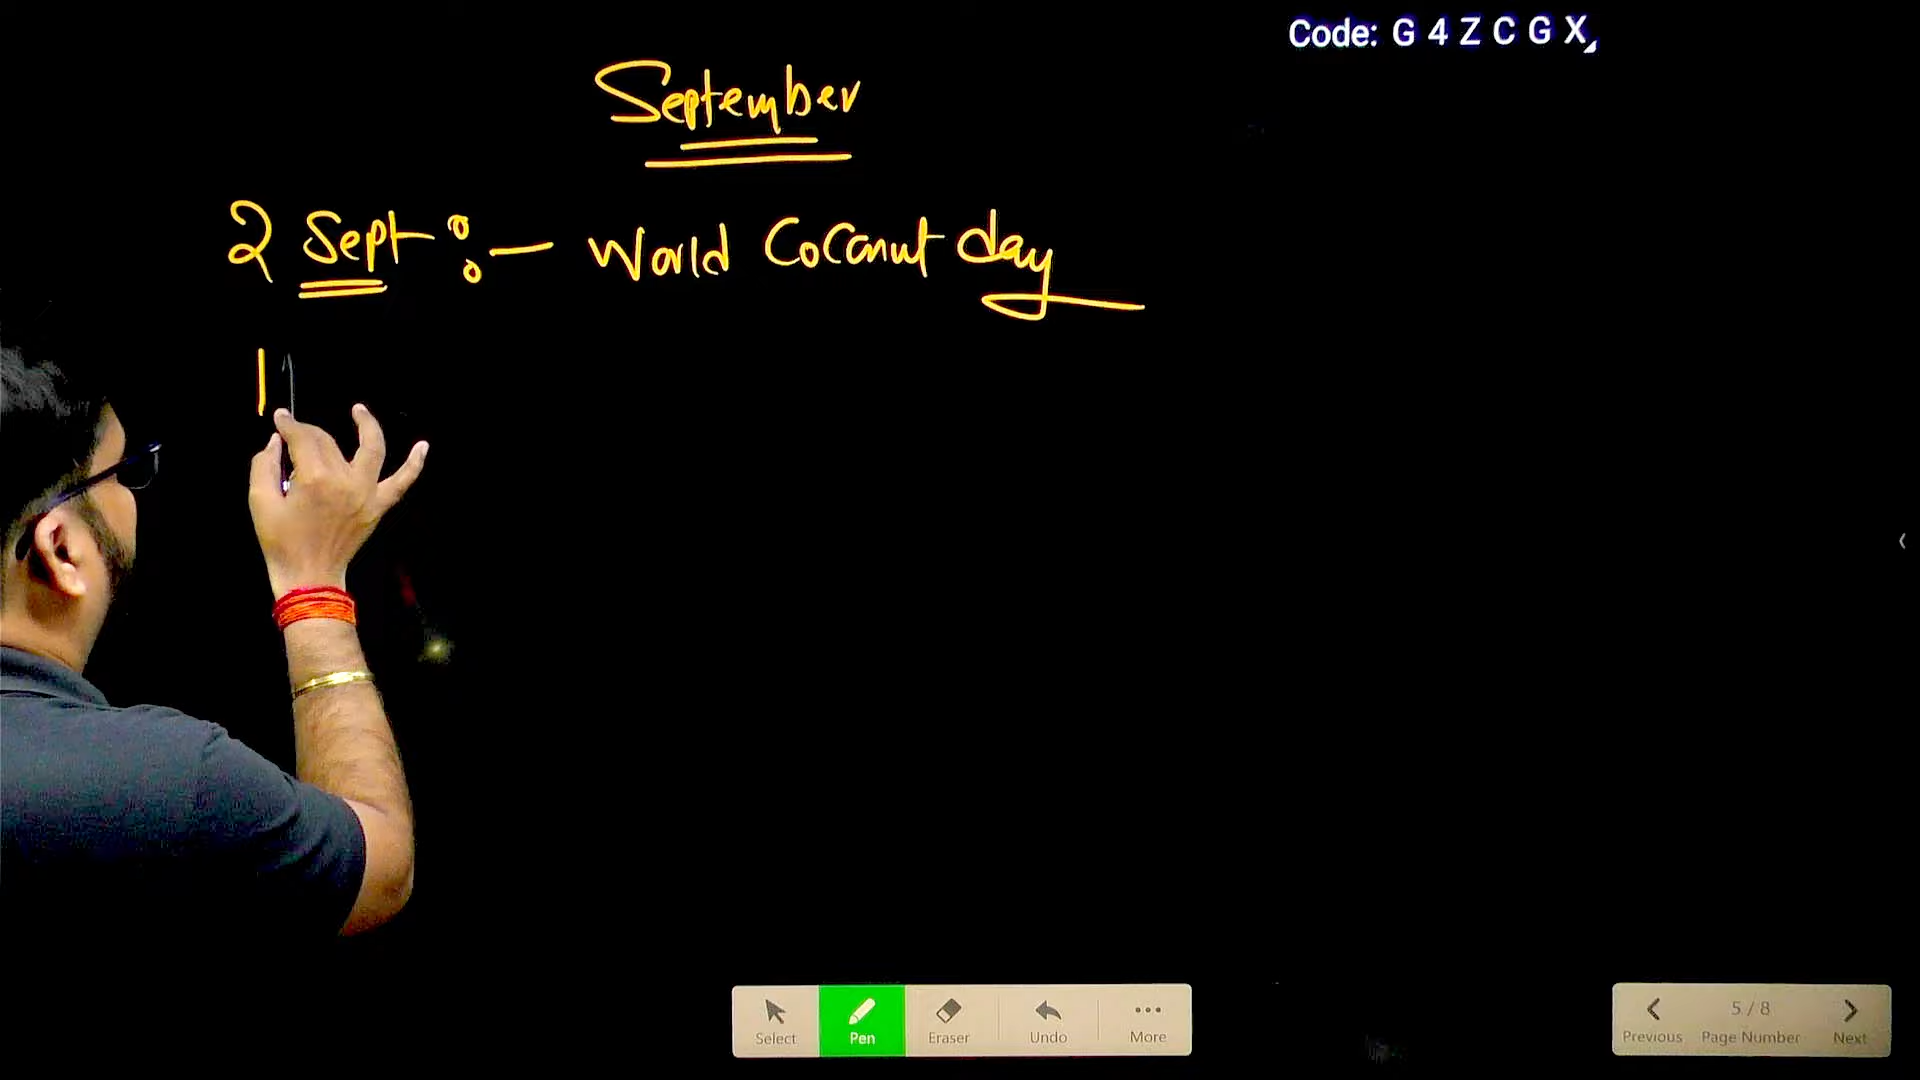 Code: G 4 Z C G X
September
2 Sept :- World Coconut day
1
Select Pen Eraser Undo More
5 / 8
Previous Page Number Next